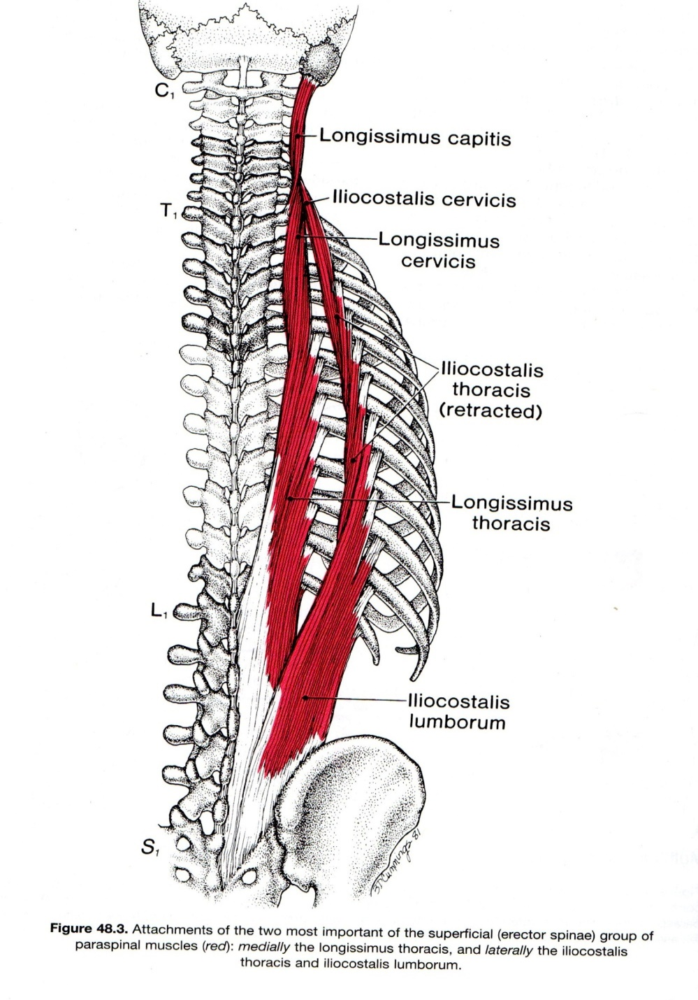 C₁
Longissimus capitis
Iliocostalis cervicis
T₁
Longissimus
cervicis
Iliocostalis
thoracis
(retracted)
Longissimus
thoracis
L₁
Iliocostalis
lumborum
S₁
Figure 48.3. Attachments of the two most important of the superficial (erector spinae) group of
paraspinal muscles (red): medially the longissimus thoracis, and laterally the iliocostalis
thoracis and iliocostalis lumborum.